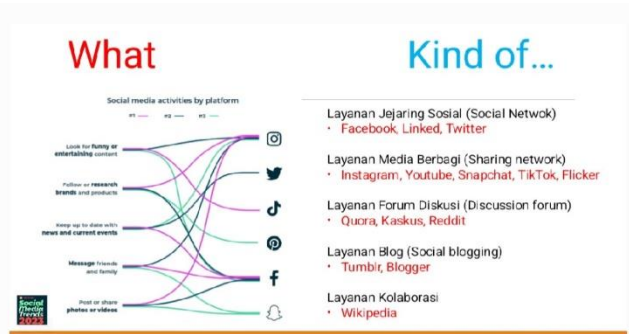 What
Social media activities by platform
#1
#2
#3
Look for funny or
entertaining content
Follow or research
brands and products
Keep up to date with
news and current events
Message friends
and family
Post or share
photos or videos
Social
Media
Trends
2023
Kind of...
Layanan Jejaring Sosial (Social Netwok)
• Facebook, Linked, Twitter
Layanan Media Berbagi (Sharing network)
• Instagram, Youtube, Snapchat, TikTok, Flicker
Layanan Forum Diskusi (Discussion forum)
• Quora, Kaskus, Reddit
Layanan Blog (Social blogging)
• Tumblr, Blogger
Layanan Kolaborasi
• Wikipedia